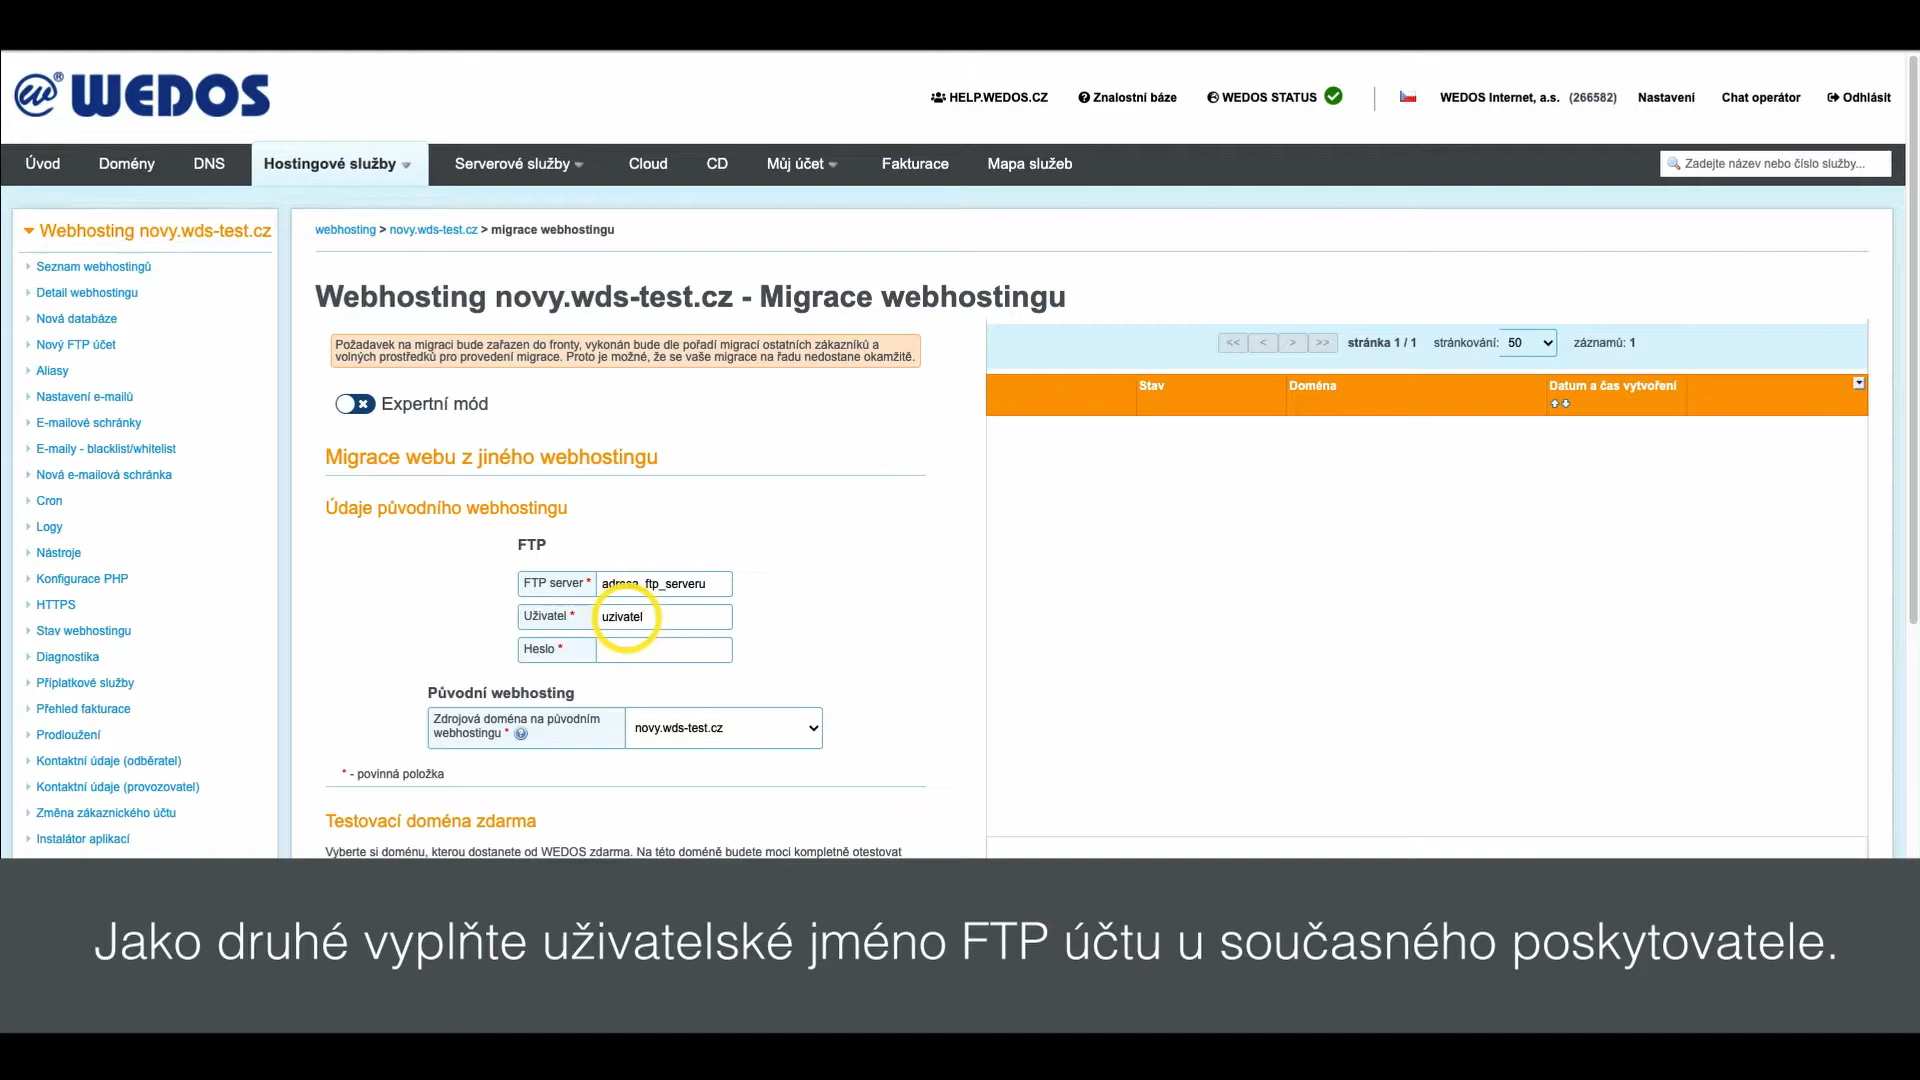 WEDOS
HELP.WEDOS.CZ
Znalostní báze
WEDOS STATUS
WEDOS Internet, a.s. (266582)
Nastavení
Chat operátor
Odhlásit
Úvod
Domény
DNS
Hostingové služby
Serverové služby
Cloud
CD
Můj účet
Fakturace
Mapa služeb
Zadejte název nebo číslo služby...
Webhosting novy.wds-test.cz
Seznam webhostingů
Detail webhostingu
Nová databáze
Nový FTP účet
Aliasy
Nastavení e-mailů
E-mailové schránky
E-maily - blacklist/whitelist
Nová e-mailová schránka
Cron
Logy
Nástroje
Konfigurace PHP
HTTPS
Stav webhostingu
Diagnostika
Příplatkové služby
Přehled fakturace
Prodloužení
Kontaktní údaje (odběratel)
Kontaktní údaje (provozovatel)
Změna zákaznického účtu
Instalátor aplikací
webhosting > novy.wds-test.cz > migrace webhostingu
Webhosting novy.wds-test.cz - Migrace webhostingu
Požadavek na migraci bude zařazen do fronty, vykonán bude dle pořadí migrací ostatních zákazníků a
volných prostředků pro provedení migrace. Proto je možné, že se vaše migrace na řadu nedostane okamžitě.
Expertní mód
Migrace webu z jiného webhostingu
Údaje původního webhostingu
FTP
FTP server * adresa_ftp_serveru
Uživatel * uzivatel
Heslo *
Původní webhosting
Zdrojová doména na původním
webhostingu *
novy.wds-test.cz
* - povinná položka
Testovací doména zdarma
Vyberte si doménu, kterou dostanete od WEDOS zdarma. Na této doméně budete moci kompletně otestovat
<< < > >> stránka 1 / 1 stránkování: 50 záznamů: 1
Stav
Doména
Datum a čas vytvoření
Jako druhé vyplňte uživatelské jméno FTP účtu u současného poskytovatele.